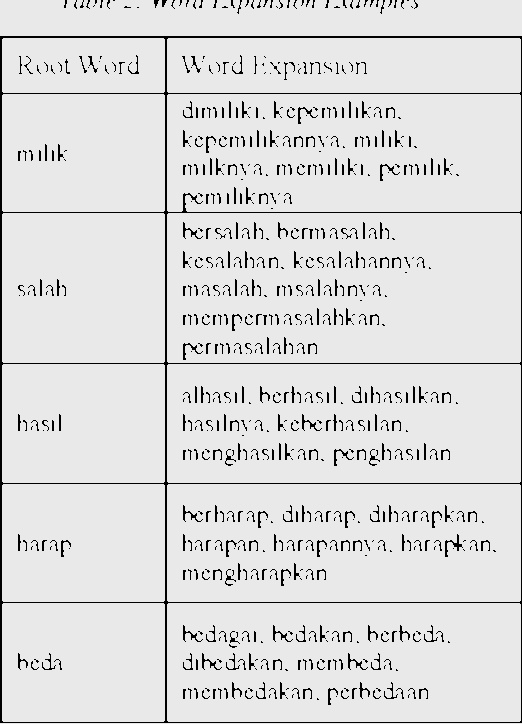 Table 2: Word Expansion Examples
Root Word
Word Expansion
milik
dimiliki, kepemilikan,
kepemilikannya, miliki,
milknya, memiliki, pemilik,
pemiliknya
salah
bersalah, bermasalah,
kesalahan, kesalahannya,
masalah, msalahnya,
mempermasalahkan,
permasalahan
hasil
alhasil, berhasil, dihasilkan,
hasilnya, keberhasilan,
menghasilkan, penghasilan
harap
berharap, diharap, diharapkan,
harapan, harapannya, harapkan,
mengharapkan
beda
bedagai, bedakan, berbeda,
dibedakan, membeda,
membedakan, perbedaan